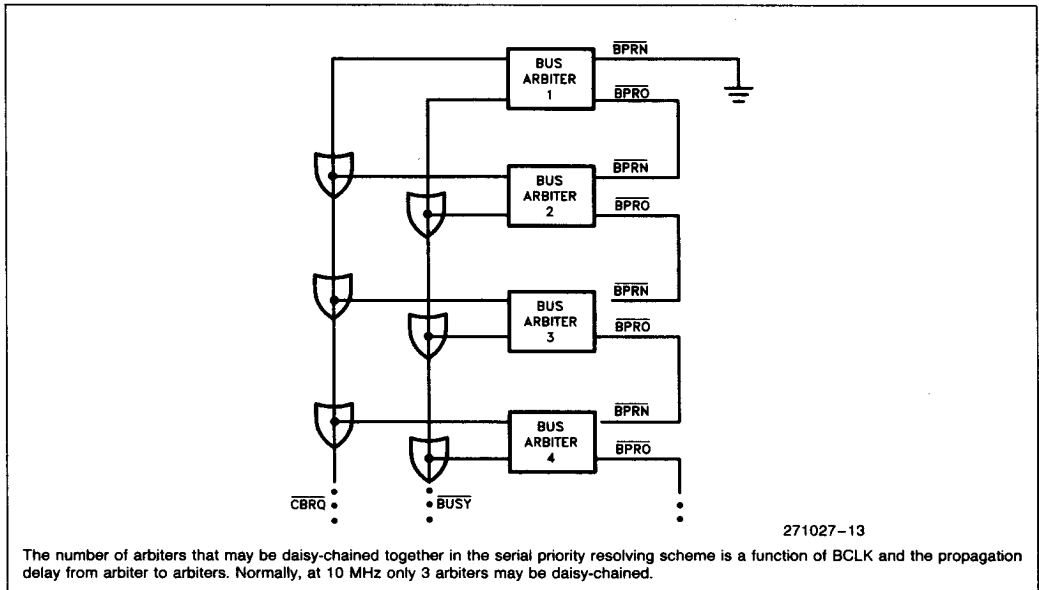 BPRN
BUS
ARBITER
1
BPRO
BPRN
BUS
ARBITER
2
BPRO
BPRN
BUS
ARBITER
3
BPRO
BPRN
BUS
ARBITER
4
BPRO
CBRQ
BUSY
271027-13
The number of arbiters that may be daisy-chained together in the serial priority resolving scheme is a function of BCLK and the propagation
delay from arbiter to arbiters. Normally, at 10 MHz only 3 arbiters may be daisy-chained.